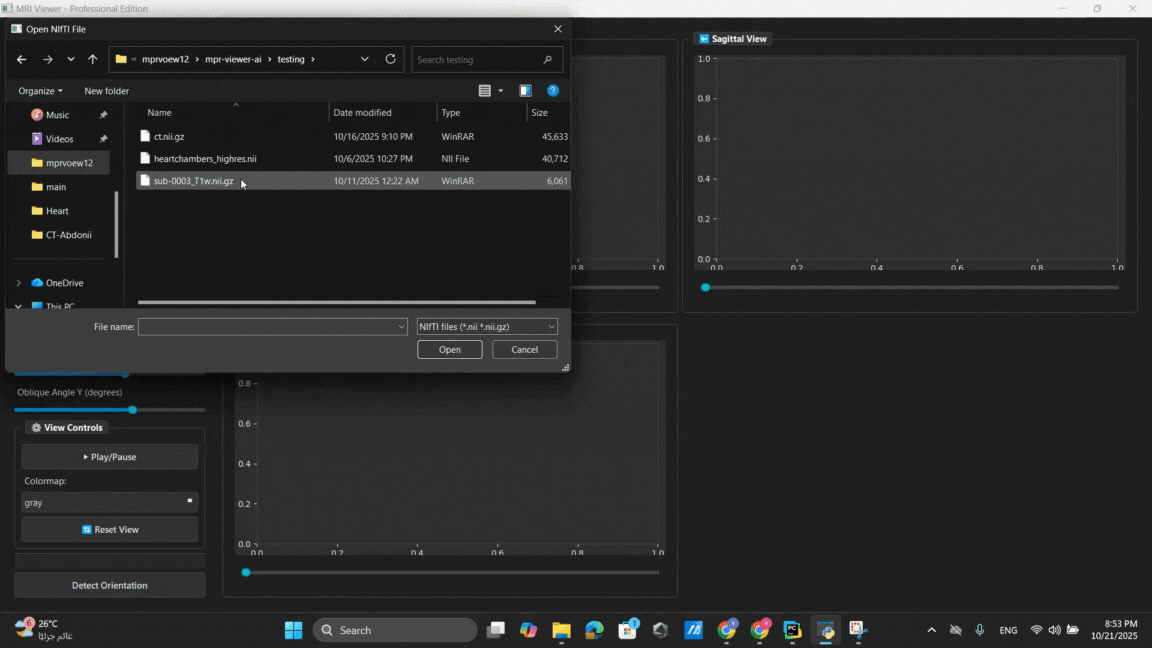 MRI Viewer - Professional Edition
Open NIfTI File
« mprvoew12 › mpr-viewer-ai › testing ›
Search testing
Organize
New folder
Name Date modified Type Size
Music
Videos
mprvoew12
main
Heart
CT-Abdonii
OneDrive
This PC
ct.nii.gz 10/16/2025 9:10 PM WinRAR 45,633
heartchambers_highres.nii 10/6/2025 10:27 PM NII File 40,712
sub-0003_T1w.nii.gz 10/11/2025 12:22 AM WinRAR 6,061
File name:
NIfTI files (*.nii *.nii.gz)
Open
Cancel
Sagittal View
1.0
0.8
0.6
0.4
0.2
0.0
0.0 0.2 0.4 0.6 0.8 1.0
0.8 1.0
Oblique Angle Y (degrees)
View Controls
Play/Pause
Colormap:
gray
Reset View
Detect Orientation
0.8
0.6
0.4
0.2
0.0
0.0 0.2 0.4 0.6 0.8 1.0
6
26°C
غائم جزئيًا
Search
1
ENG
8:53 PM
10/21/2025